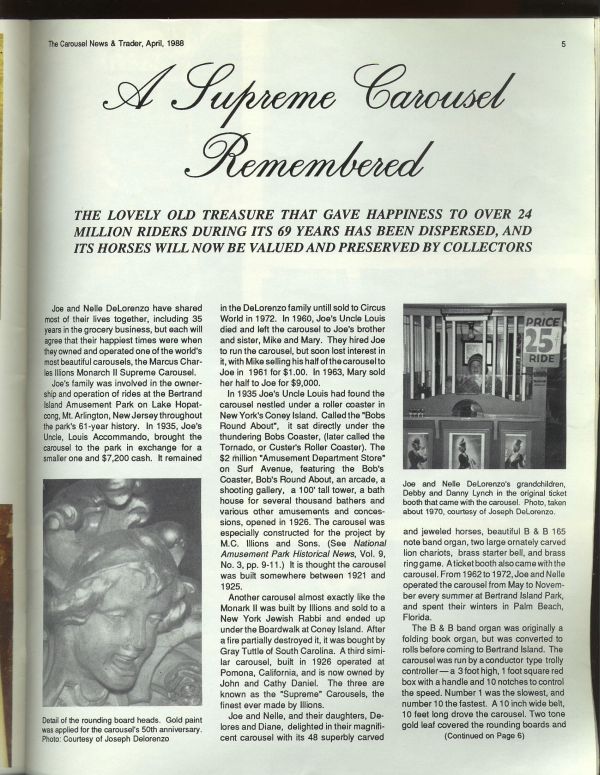 The Carousel News & Trader, April, 1988
5
A Supreme Carousel
Remembered
THE LOVELY OLD TREASURE THAT GAVE HAPPINESS TO OVER 24
MILLION RIDERS DURING ITS 69 YEARS HAS BEEN DISPERSED, AND
ITS HORSES WILL NOW BE VALUED AND PRESERVED BY COLLECTORS
Joe and Nelle DeLorenzo have shared
most of their lives together, including 35
years in the grocery business, but each will
agree that their happiest times were when
they owned and operated one of the world's
most beautiful carousels, the Marcus Char-
les Illions Monarch II Supreme Carousel.
Joe's family was involved in the owner-
ship and operation of rides at the Bertrand
Island Amusement Park on Lake Hopat-
cong, Mt. Arlington, New Jersey throughout
the park's 61-year history. In 1935, Joe's
Uncle, Louis Accommando, brought the
carousel to the park in exchange for a
smaller one and $7,200 cash. It remained
Detail of the rounding board heads. Gold paint
was applied for the carousel's 50th anniversary.
Photo: Courtesy of Joseph Delorenzo
in the DeLorenzo family untill sold to Circus
World in 1972. In 1960, Joe's Uncle Louis
died and left the carousel to Joe's brother
and sister, Mike and Mary. They hired Joe
to run the carousel, but soon lost interest in
it, with Mike selling his half of the carousel to
Joe in 1961 for $1.00. In 1963, Mary sold
her half to Joe for $9,000.
In 1935 Joe's Uncle Louis had found the
carousel nestled under a roller coaster in
New York's Coney Island. Called the "Bobs
Round About", it sat directly under the
thundering Bobs Coaster, (later called the
Tornado, or Custer's Roller Coaster). The
$2 million "Amusement Department Store"
on Surf Avenue, featuring the Bob's
Coaster, Bob's Round About, an arcade, a
shooting gallery, a 100' tall tower, a bath
house for several thousand bathers and
various other amusements and conces-
sions, opened in 1926. The carousel was
especially constructed for the project by
M.C. Illions and Sons. (See National
Amusement Park Historical News, Vol. 9,
No. 3, pp. 9-11.) It is thought the carousel
was built somewhere between 1921 and
1925.
Another carousel almost exactly like the
Monark II was built by Illions and sold to a
New York Jewish Rabbi and ended up
under the Boardwalk at Coney Island. After
a fire partially destroyed it, it was bought by
Gray Tuttle of South Carolina. A third simi-
lar carousel, built in 1926 operated at
Pomona, California, and is now owned by
John and Cathy Daniel. The three are
known as the "Supreme" Carousels, the
finest ever made by Illions.
Joe and Nelle, and their daughters, De-
lores and Diane, delighted in their magnifi-
cent carousel with its 48 superbly carved
PRICE
25¢
RIDE
Joe and Nelle DeLorenzo's grandchildren,
Debby and Danny Lynch in the original ticket
booth that came with the carousel. Photo, taken
about 1970, courtesy of Joseph DeLorenzo.
and jeweled horses, beautiful B & B 165
note band organ, two large ornately carved
lion chariots, brass starter bell, and brass
ring game. A ticket booth also came with the
carousel. From 1962 to 1972, Joe and Nelle
operated the carousel from May to Novem-
ber every summer at Bertrand Island Park,
and spent their winters in Palm Beach,
Florida.
The B & B band organ was originally a
folding book organ, but was converted to
rolls before coming to Bertrand Island. The
carousel was run by a conductor type trolly
controller — a 3 foot high, 1 foot square red
box with a handle and 10 notches to control
the speed. Number 1 was the slowest, and
number 10 the fastest. A 10 inch wide belt,
10 feet long drove the carousel. Two tone
gold leaf covered the rounding boards and
(Continued on Page 6)